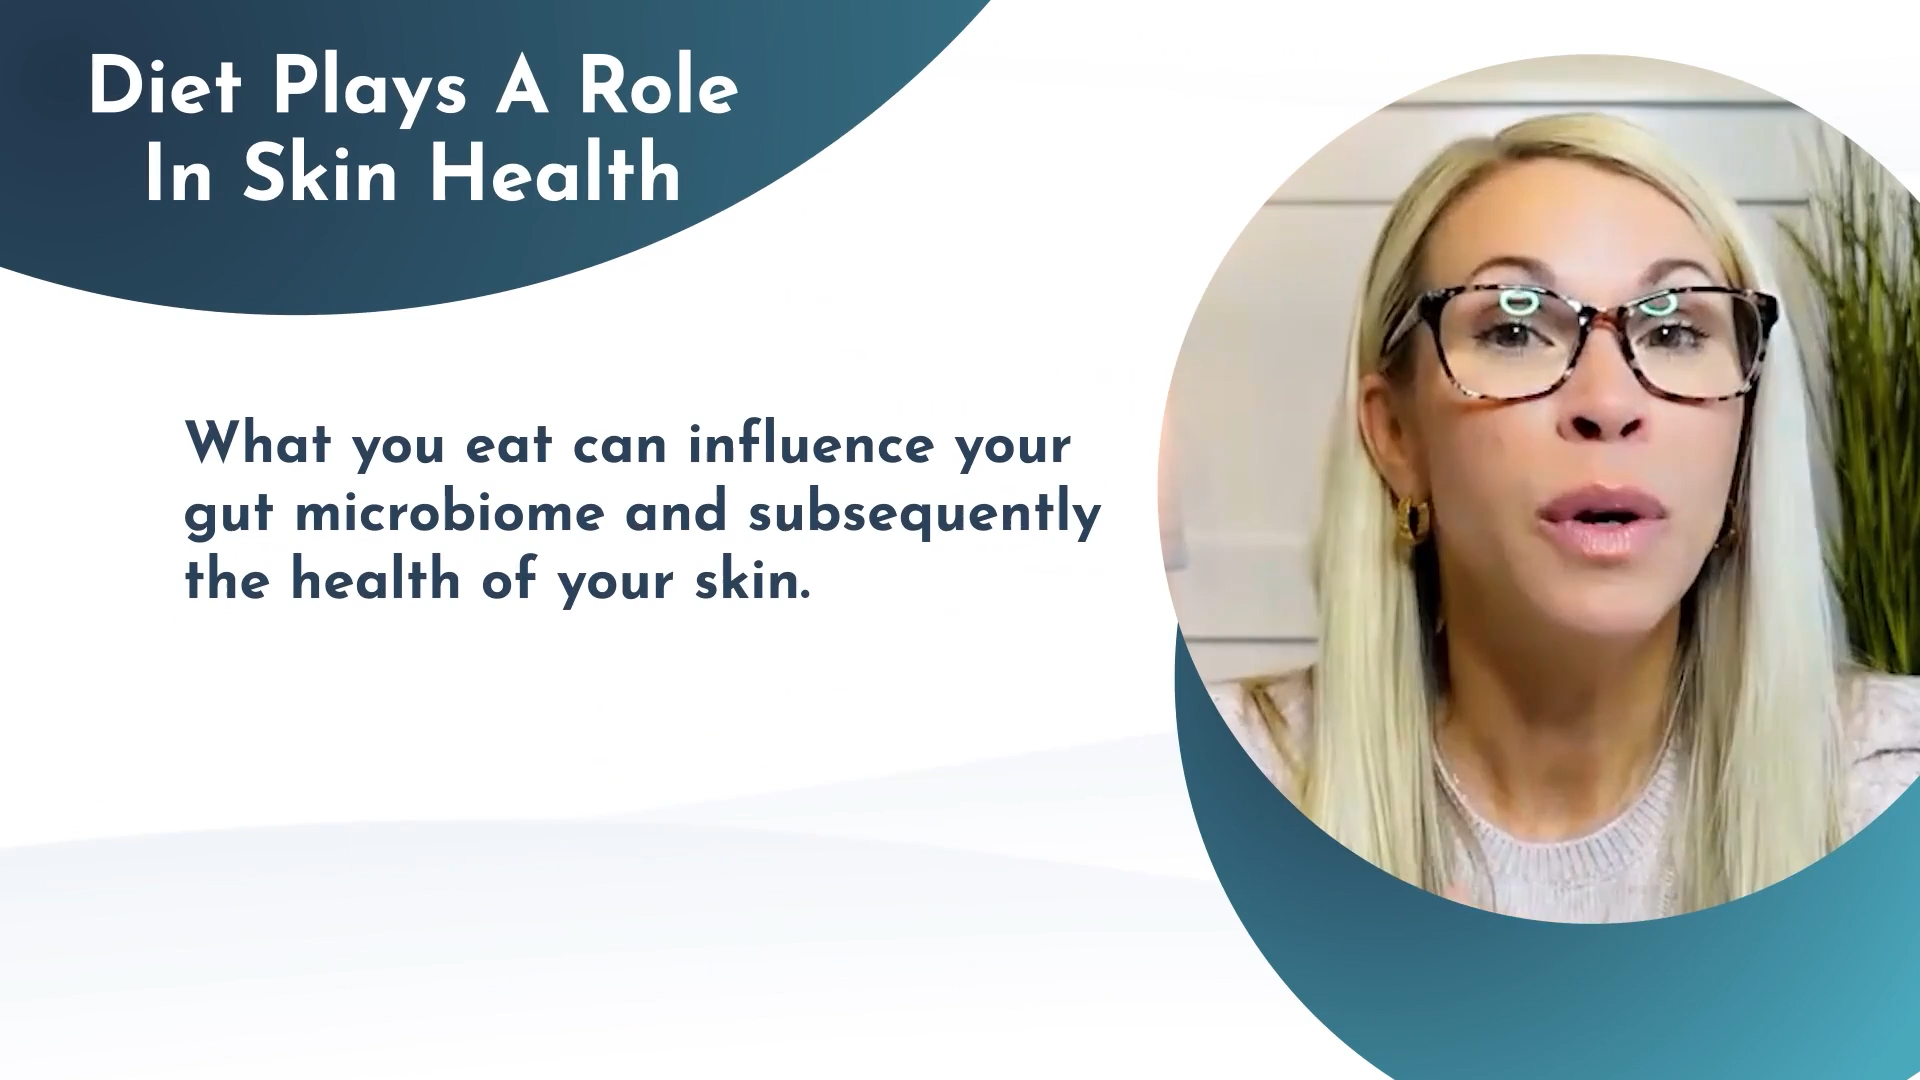 Diet Plays A Role
In Skin Health
What you eat can influence your
gut microbiome and subsequently
the health of your skin.